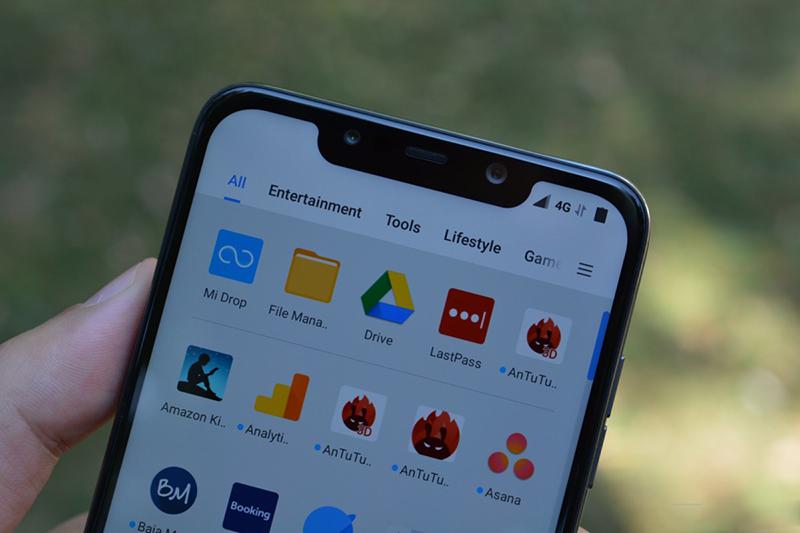 4G
All Entertainment Tools Lifestyle Game
Mi Drop File Mana.. Drive LastPass AnTuTu..
3D
Amazon Ki.. Analyti.. AnTuTu.. AnTuTu.. Asana
3D
BM Booking
Baja M